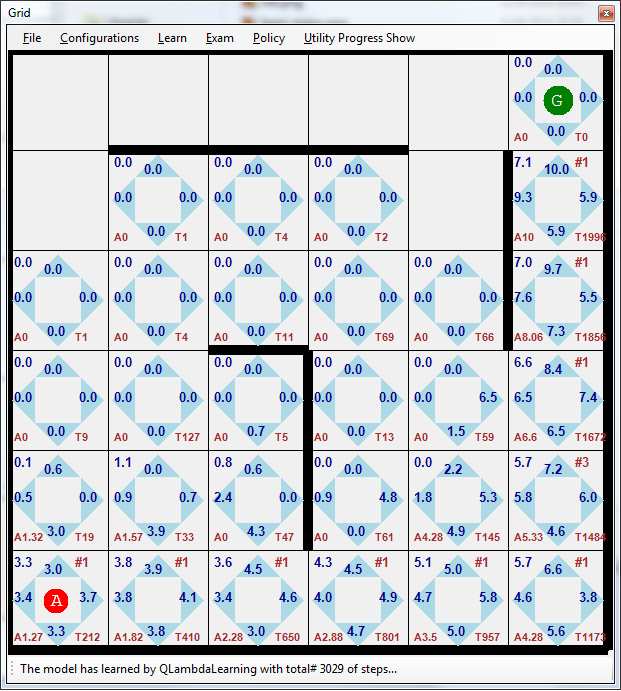 Grid
File Configurations Learn Exam Policy Utility Progress Show
0.0 0.0
0.0 G 0.0
A0 0.0 T0
0.0 0.0 0.0 0.0 0.0 0.0 7.1 10.0 #1
0.0 0.0 0.0 0.0 0.0 0.0 9.3 5.9
A0 0.0 T1 A0 0.0 T4 A0 0.0 T2 A10 5.9 T1996
0.0 0.0 0.0 0.0 0.0 0.0 0.0 0.0 0.0 0.0 7.0 9.7 #1
0.0 0.0 0.0 0.0 0.0 0.0 0.0 0.0 0.0 0.0 7.6 5.5
A0 0.0 T1 A0 0.0 T4 A0 0.0 T11 A0 0.0 T69 A0 0.0 T66 A8.06 7.3 T1856
0.0 0.0 0.0 0.0 0.0 0.0 0.0 0.0 0.0 0.0 6.6 8.4 #1
0.0 0.0 0.0 0.0 0.0 0.0 0.0 0.0 0.0 6.5 6.5 7.4
A0 0.0 T9 A0 0.0 T127 A0 0.7 T5 A0 0.0 T13 A0 1.5 T59 A6.6 6.5 T1672
0.1 0.6 1.1 0.0 0.8 0.6 0.0 0.0 0.0 2.2 5.7 7.2 #3
0.5 0.0 0.9 0.7 2.4 0.0 0.9 4.8 1.8 5.3 5.8 6.0
A1.32 3.0 T19 A1.57 3.9 T33 A0 4.3 T47 A0 0.0 T61 A4.28 4.6 T145 A5.33 4.6 T1484
3.3 3.0 #1 3.8 3.9 #1 3.6 4.5 #1 4.3 4.5 #1 5.1 5.0 #1 5.7 6.6 #1
3.4 A 3.7 3.8 4.1 3.4 4.6 4.0 4.9 4.7 5.8 4.6 3.8
A1.27 3.3 T212 A1.82 3.8 T410 A2.28 3.0 T650 A2.88 4.7 T801 A3.5 5.0 T957 A4.28 5.6 T1173
The model has learned by QLambdaLearning with total# 3029 of steps...